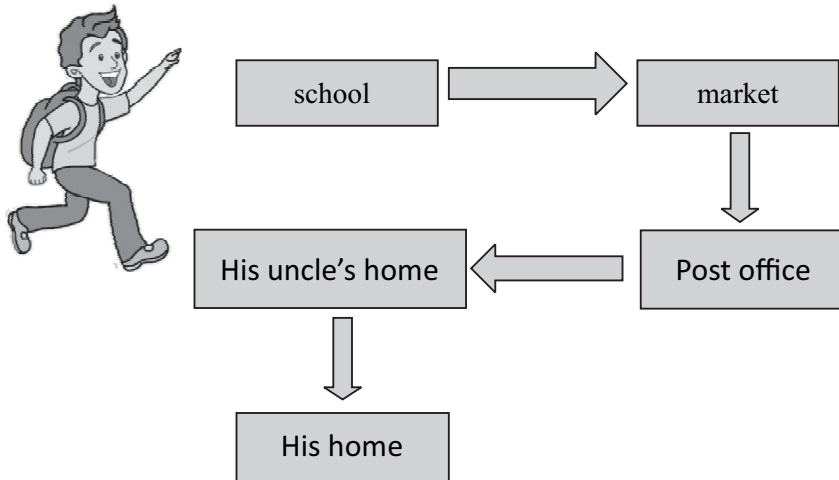 school
market
Post office
His uncle’s home
His home